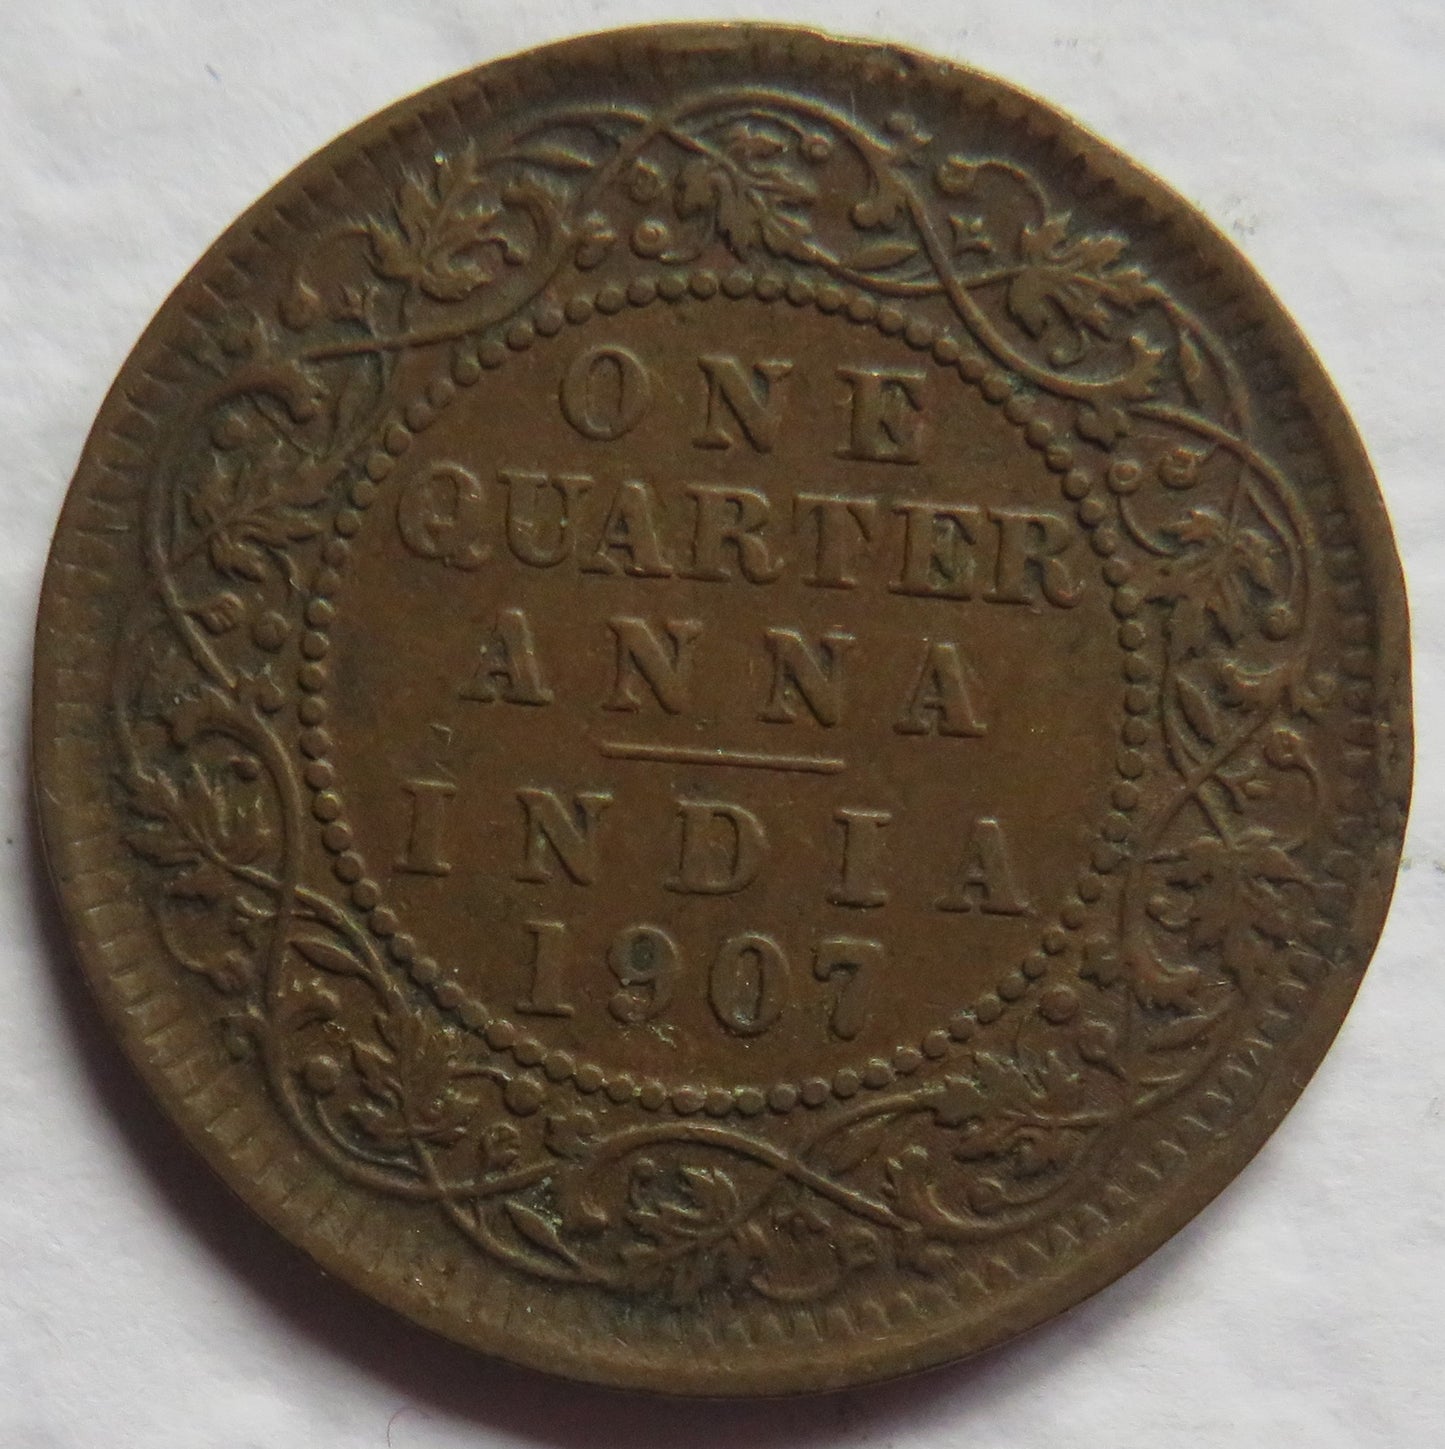 ONE
QUARTER
ANNA
INDIA
1907